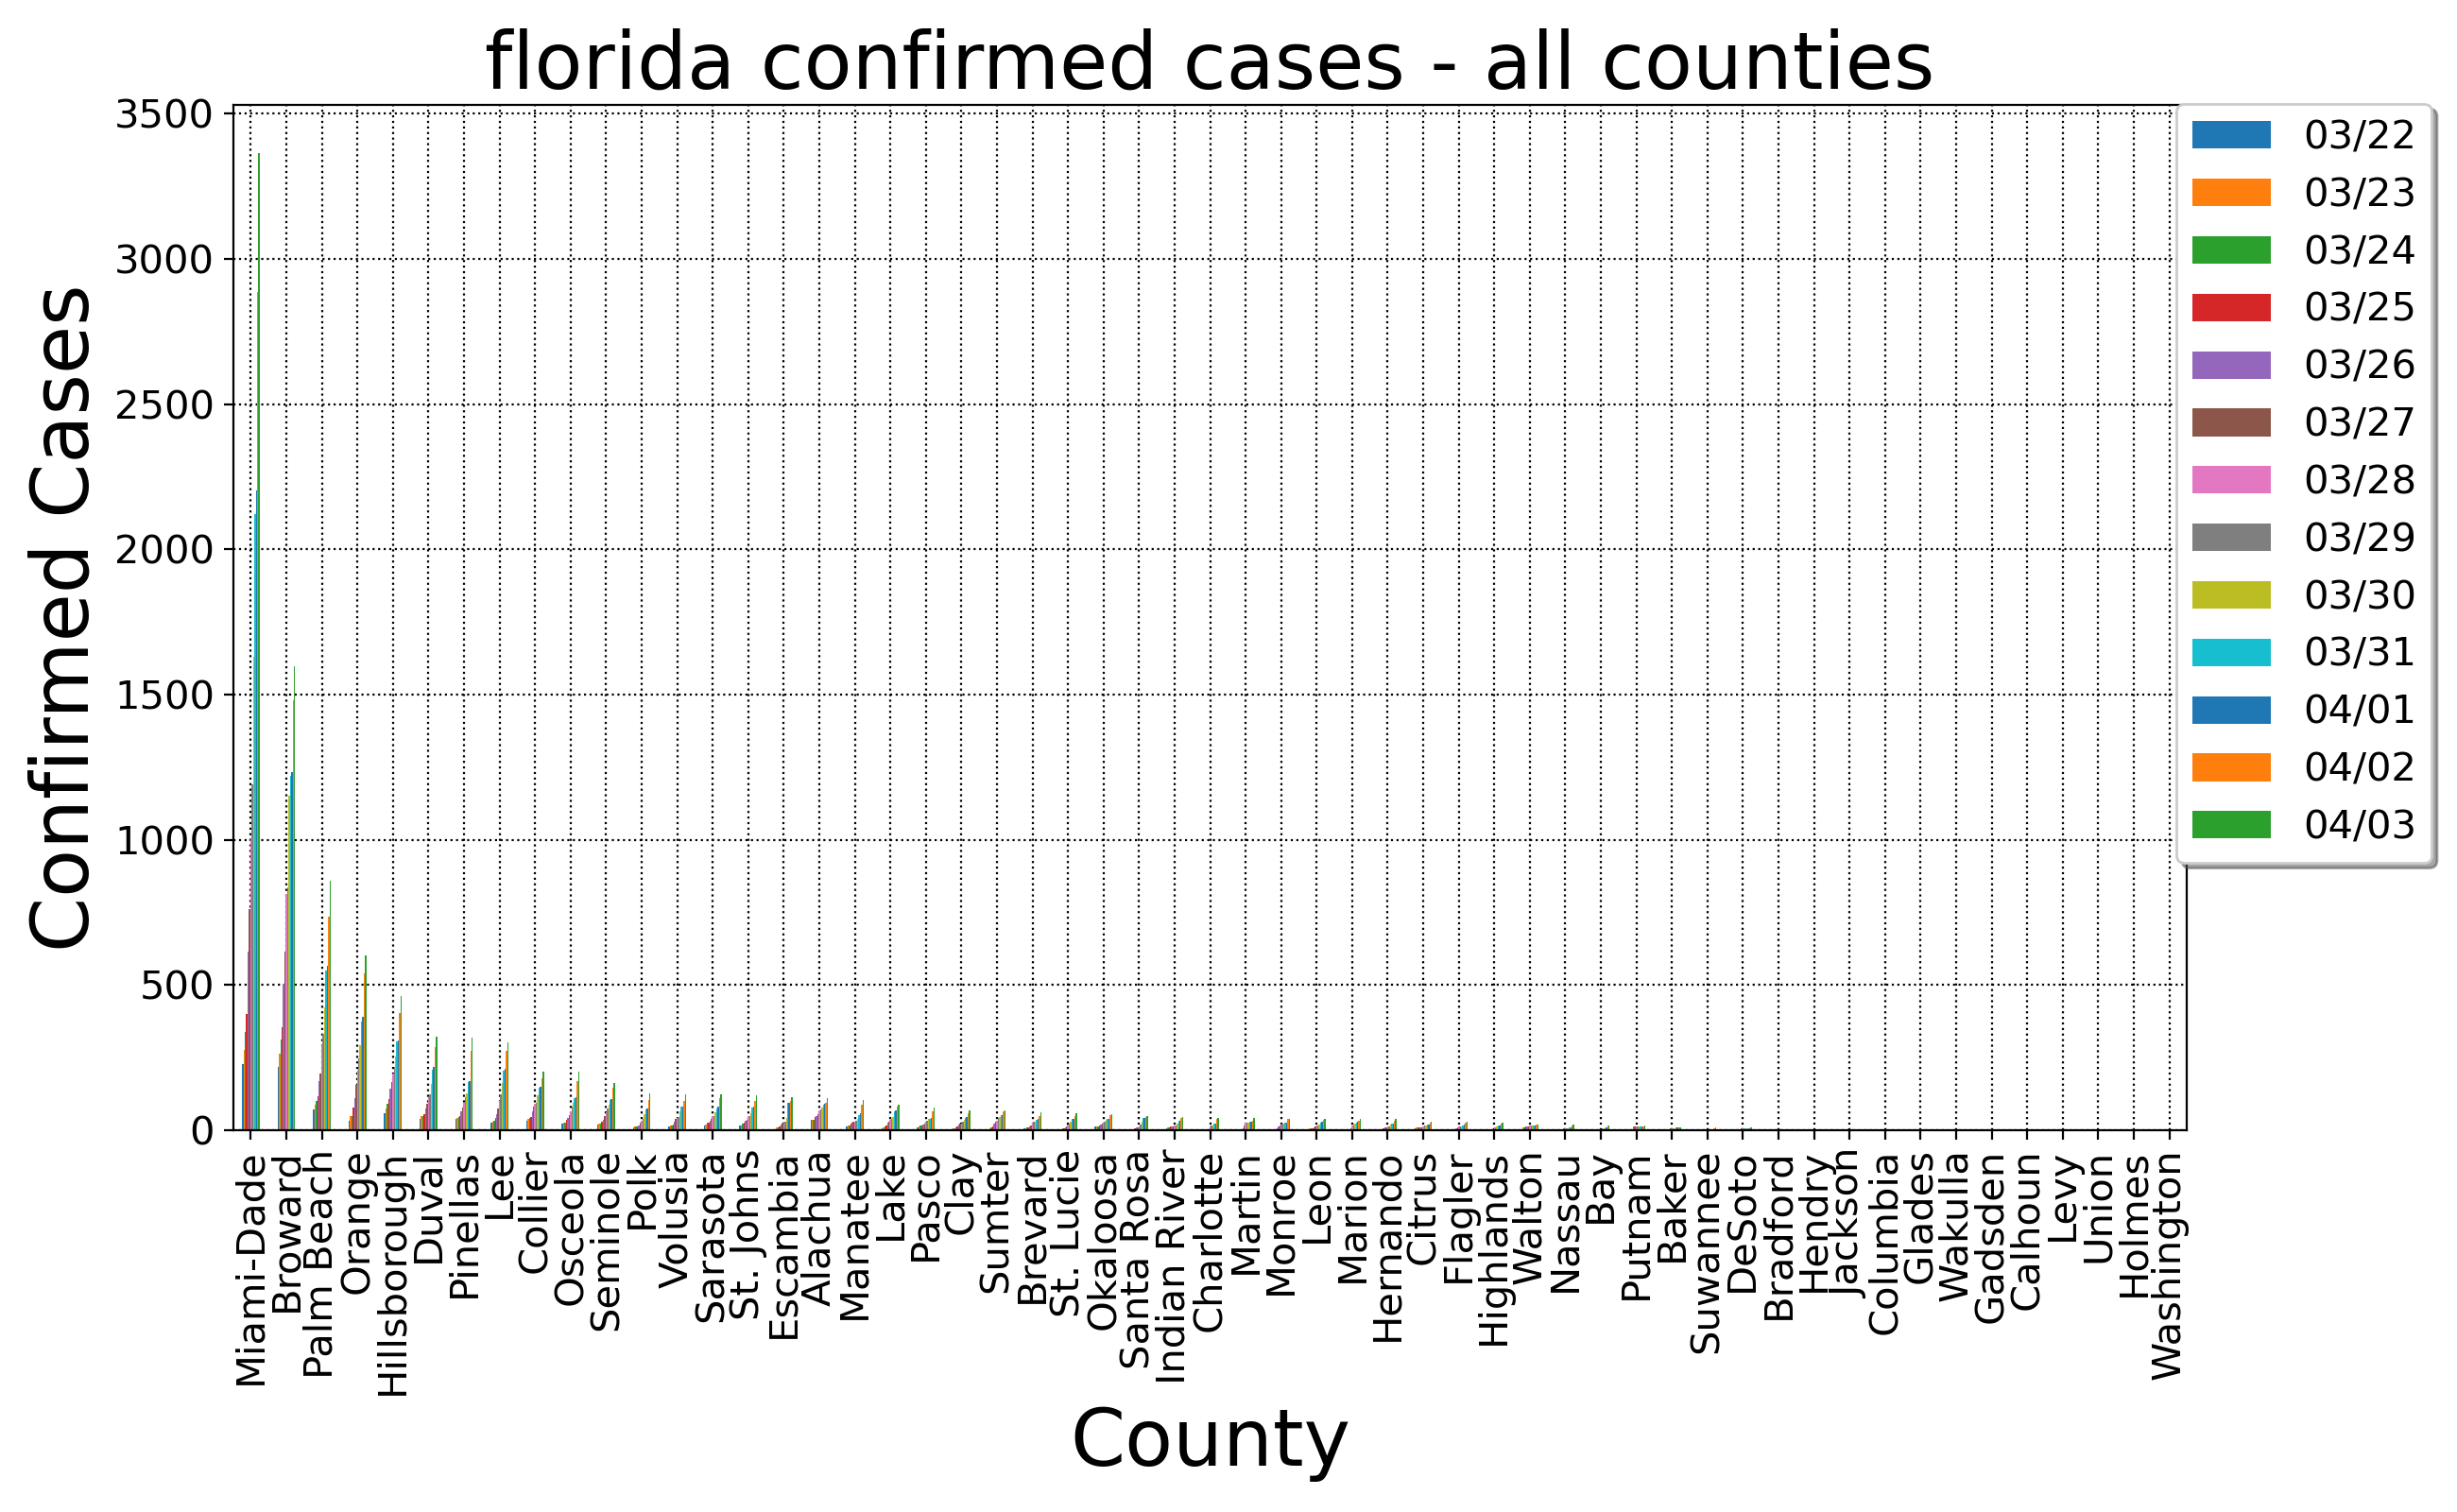 florida confirmed cases - all counties
Confirmed Cases
3500
3000
2500
2000
1500
1000
500
0
03/22
03/23
03/24
03/25
03/26
03/27
03/28
03/29
03/30
03/31
04/01
04/02
04/03
Miami-Dade
Broward
Palm Beach
Orange
Hillsborough
Duval
Pinellas
Lee
Collier
Osceola
Seminole
Polk
Volusia
Sarasota
St. Johns
Escambia
Alachua
Manatee
Lake
Pasco
Clay
Sumter
Brevard
St. Lucie
Okaloosa
Santa Rosa
Indian River
Charlotte
Martin
Monroe
Leon
Marion
Hernando
Citrus
Flagler
Highlands
Walton
Nassau
Bay
Putnam
Baker
Suwannee
DeSoto
Bradford
Hendry
Jackson
Columbia
Glades
Wakulla
Gadsden
Calhoun
Levy
Union
Holmes
Washington
County